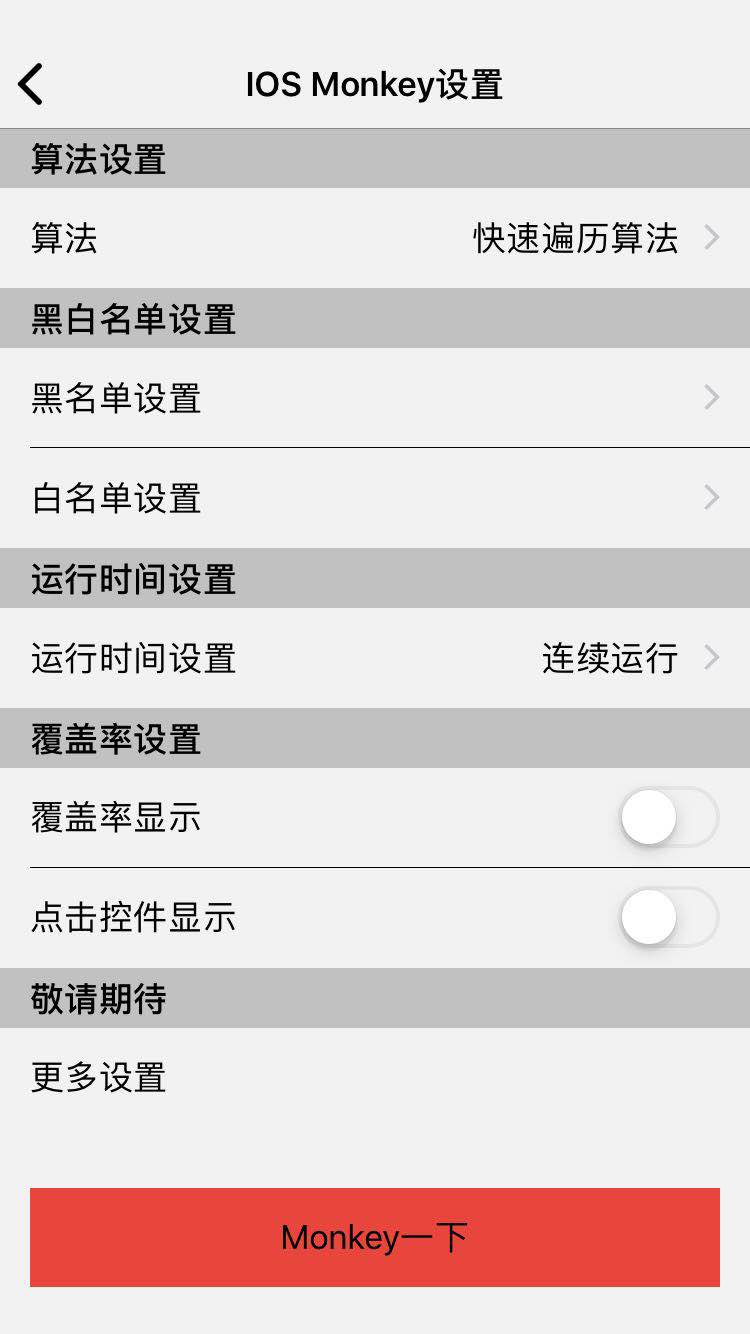 IOS Monkey设置
算法设置
算法 快速遍历算法
黑白名单设置
黑名单设置
白名单设置
运行时间设置
运行时间设置 连续运行
覆盖率设置
覆盖率显示
点击控件显示
敬请期待
更多设置
Monkey一下